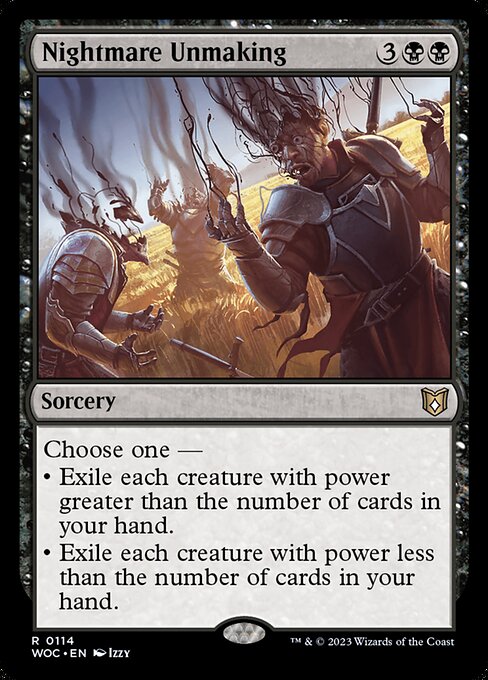 Nightmare Unmaking 3
Sorcery
Choose one —
• Exile each creature with power
greater than the number of cards in
your hand.
• Exile each creature with power less
than the number of cards in your
hand.
R 0114
WOC • EN Izzy
™ & © 2023 Wizards of the Coast